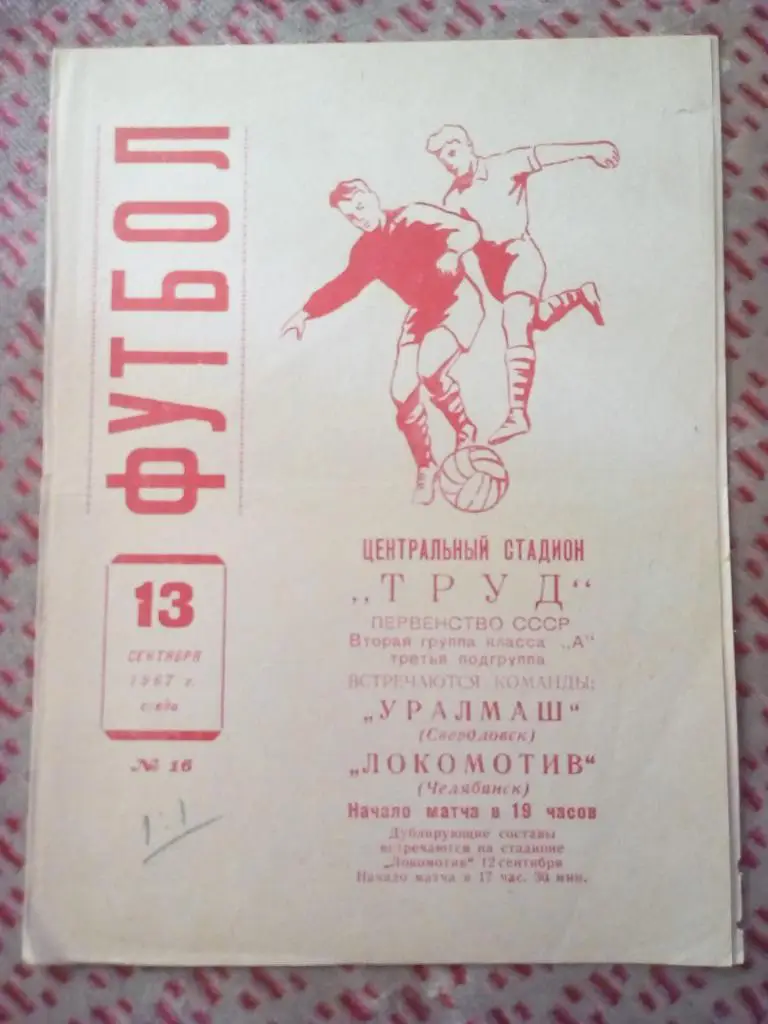 ФУТБОЛ
13
СЕНТЯБРЯ
1967 г.
среда
№ 16
1:1
ЦЕНТРАЛЬНЫЙ СТАДИОН
„ТРУД“
ПЕРВЕНСТВО СССР
Вторая группа класса „А“
третья подгруппа
ВСТРЕЧАЮТСЯ КОМАНДЫ:
„УРАЛМАШ“
(Свердловск)
„ЛОКОМОТИВ“
(Челябинск)
Начало матча в 19 часов
Дублирующие составы
встречаются на стадионе
„Локомотив“ 12 сентября
Начало матча в 17 час. 30 мин.